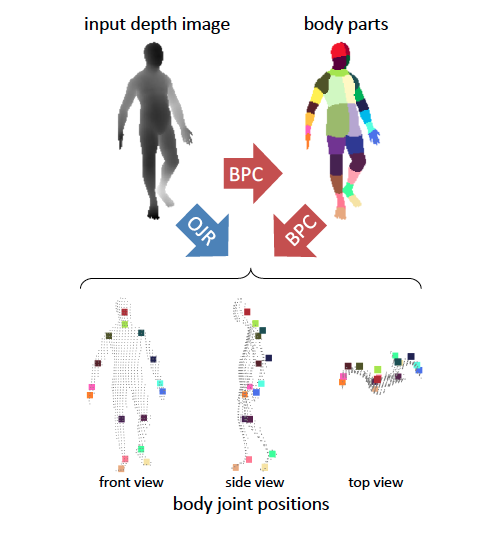 input depth image
body parts
BPC
OJR
BPC
front view
side view
top view
body joint positions